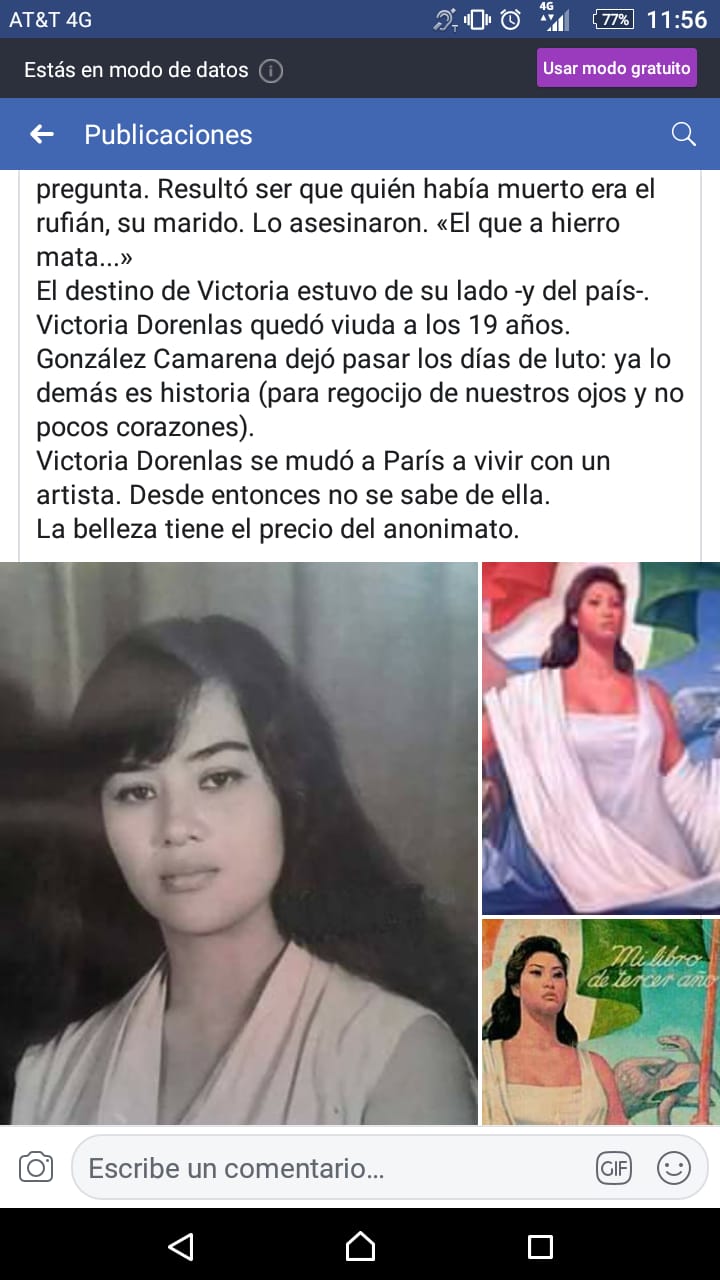 AT&T 4G
4G
77%
11:56
Estás en modo de datos
Usar modo gratuito
Publicaciones
pregunta. Resultó ser que quién había muerto era el
rufián, su marido. Lo asesinaron. «El que a hierro
mata...»
El destino de Victoria estuvo de su lado -y del país-.
Victoria Dorenlas quedó viuda a los 19 años.
González Camarena dejó pasar los días de luto: ya lo
demás es historia (para regocijo de nuestros ojos y no
pocos corazones).
Victoria Dorenlas se mudó a París a vivir con un
artista. Desde entonces no se sabe de ella.
La belleza tiene el precio del anonimato.
Mi libro
de tercer año
Escribe un comentario...
GIF